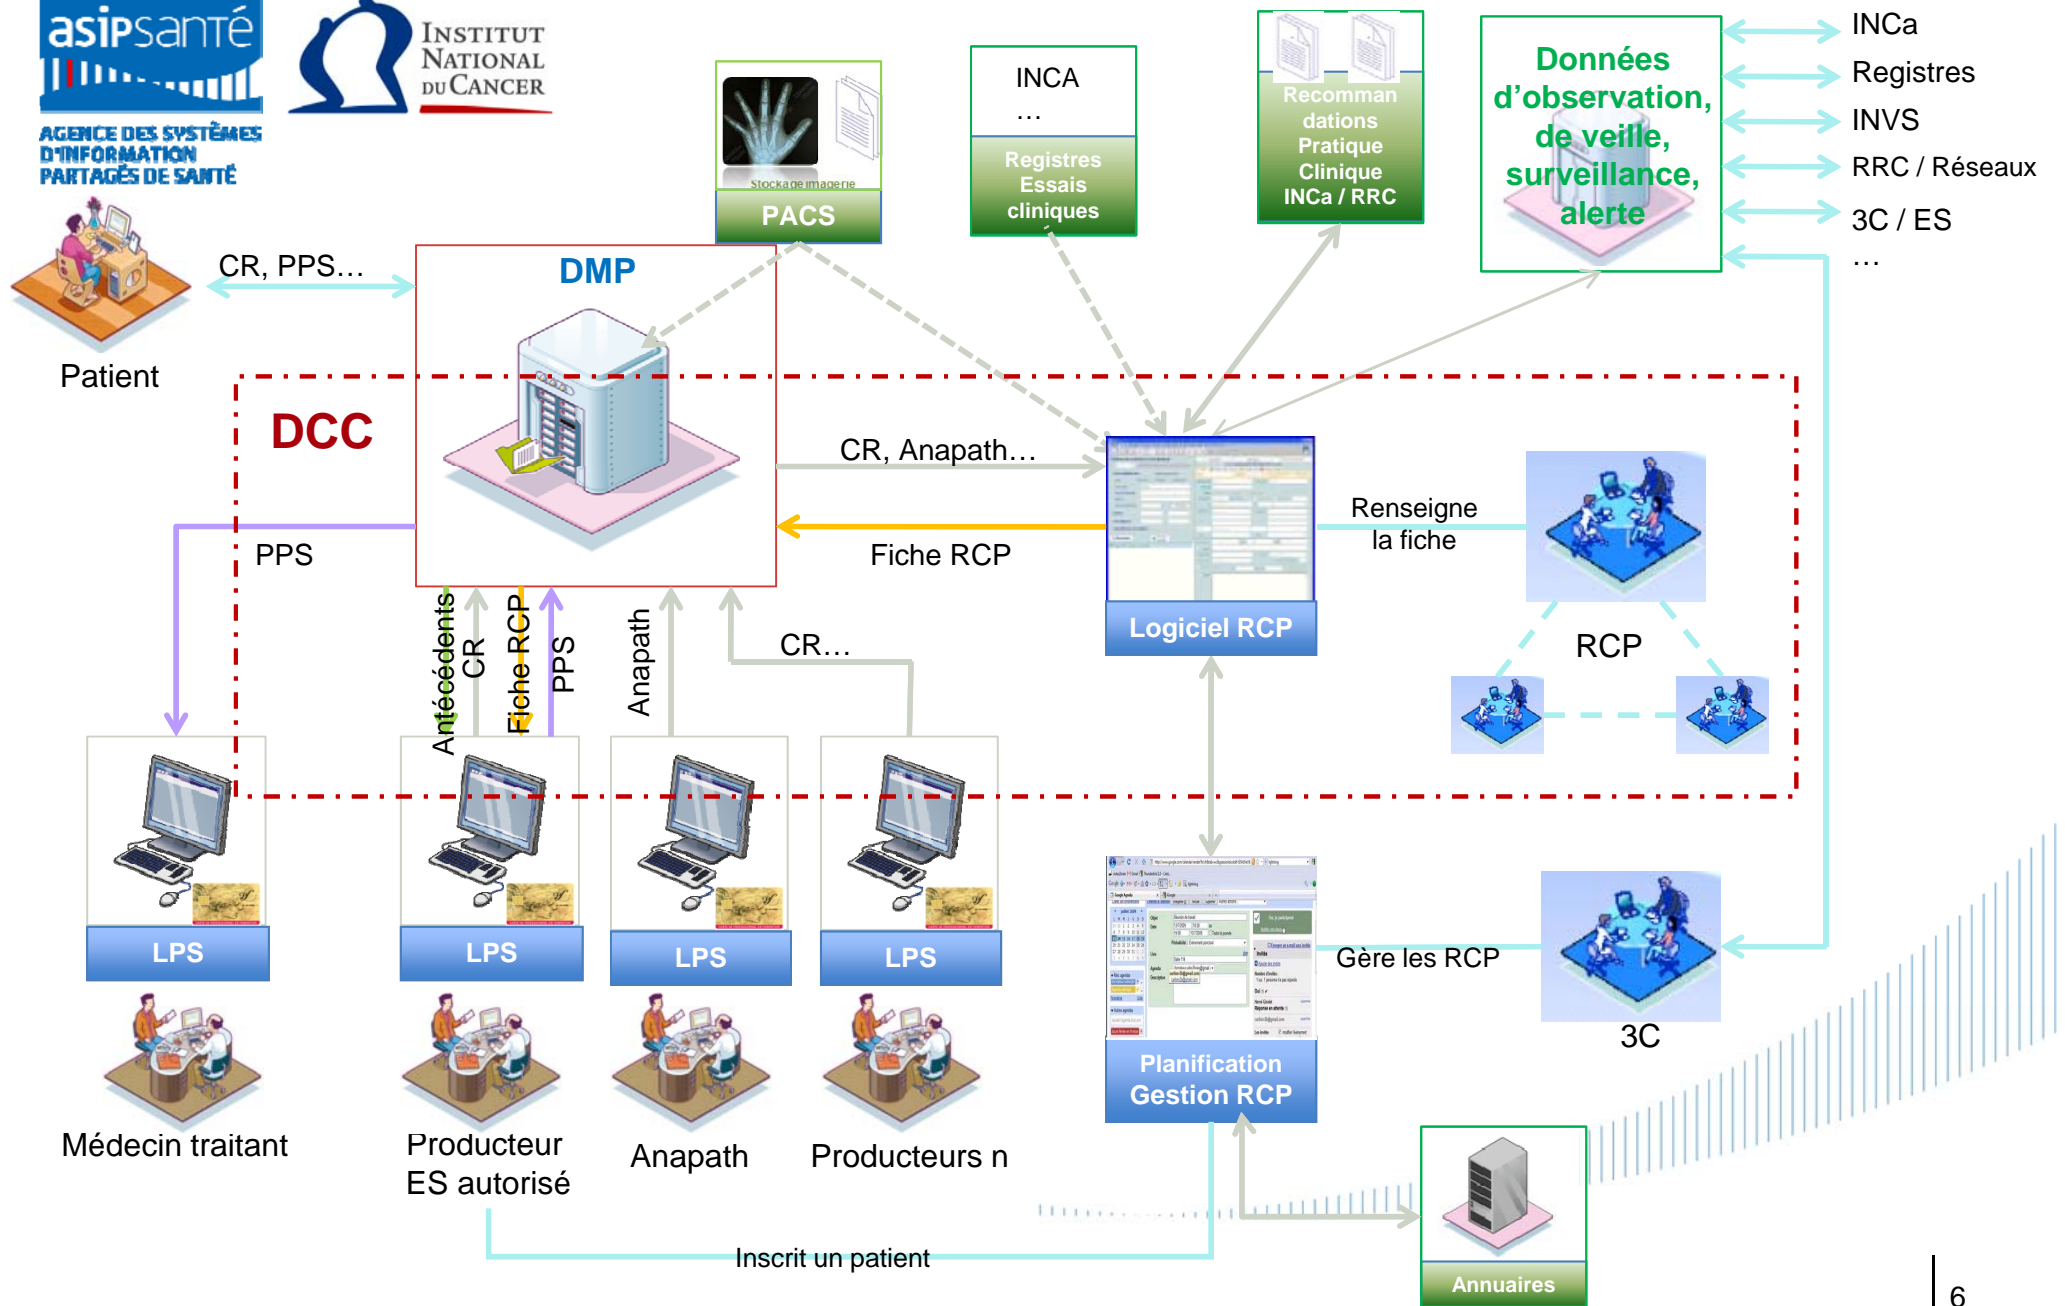 asipsanté
AGENCE DES SYSTÈMES
D'INFORMATION
PARTAGÉS DE SANTÉ
INSTITUT
NATIONAL
DU CANCER
Stockage imagerie
PACS
INCA
…
Registres
Essais
cliniques
Recomman
dations
Pratique
Clinique
INCa / RRC
Données
d'observation,
de veille,
surveillance,
alerte
INCa
Registres
INVS
RRC / Réseaux
3C / ES
…
Patient
CR, PPS…
DMP
DCC
CR, Anapath…
Fiche RCP
Renseigne
la fiche
Logiciel RCP
RCP
PPS
Antécédents
CR
Fiche RCP
PPS
Anapath
CR…
LPS
LPS
LPS
LPS
Médecin traitant
Producteur
ES autorisé
Anapath
Producteurs n
Gère les RCP
3C
Planification
Gestion RCP
Inscrit un patient
Annuaires
6